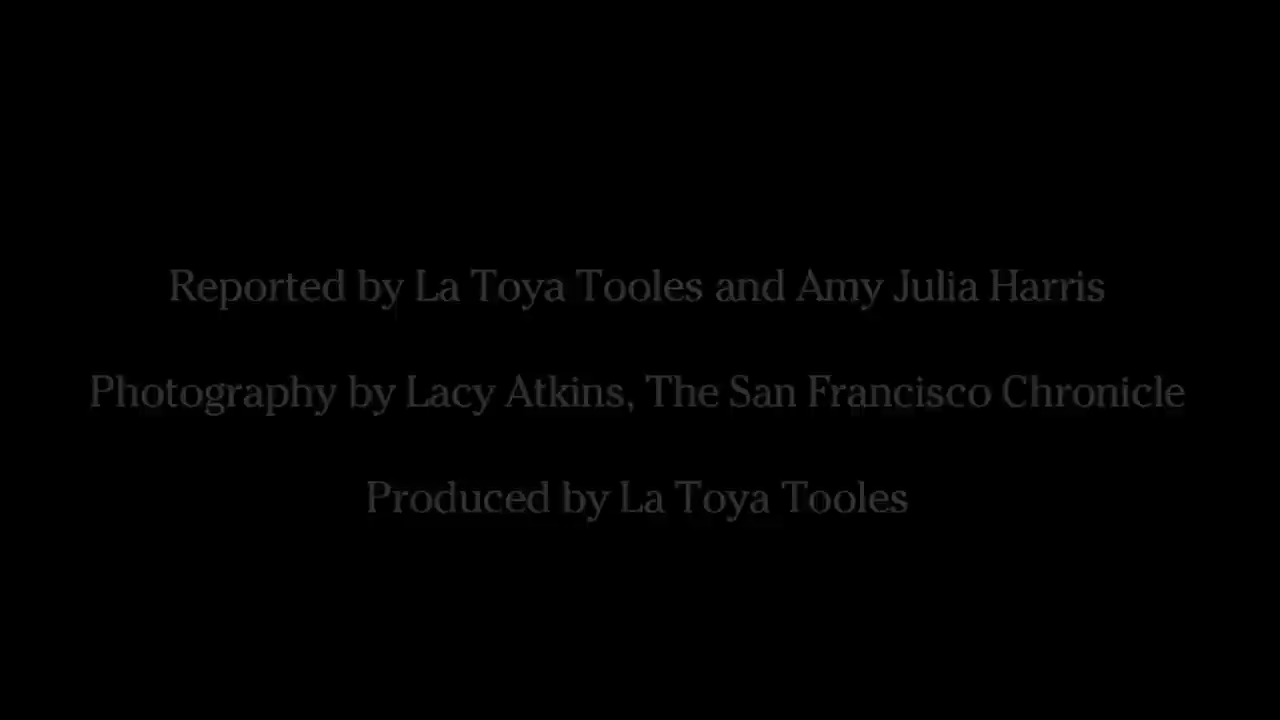 Reported by La Toya Tooles and Amy Julia Harris
Photography by Lacy Atkins, The San Francisco Chronicle
Produced by La Toya Tooles